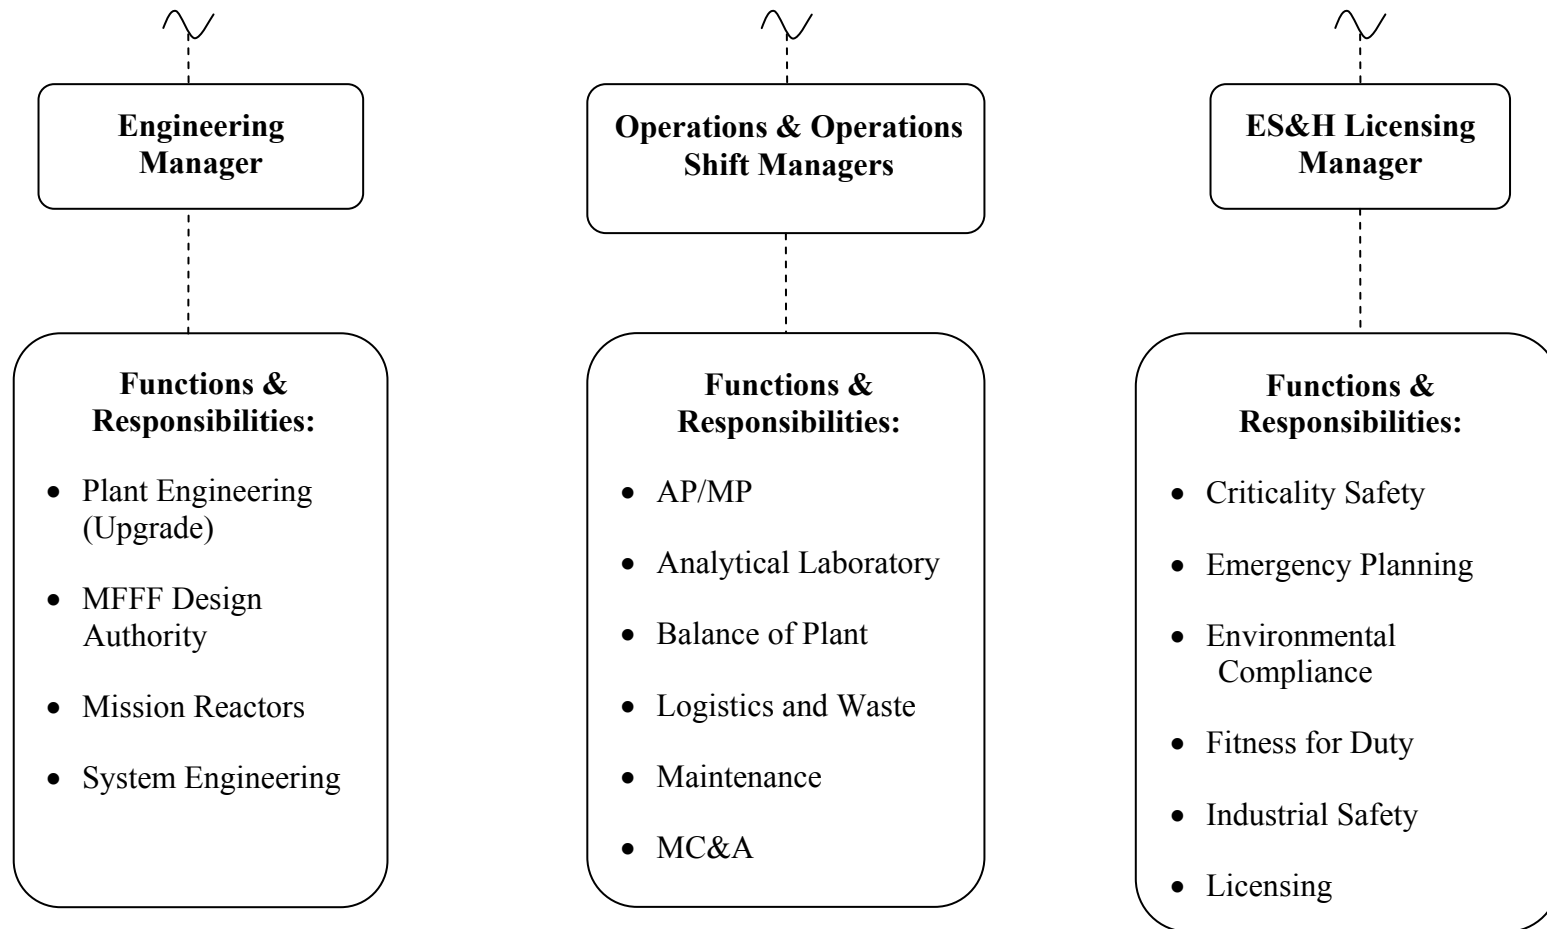 Engineering
Manager
Operations & Operations
Shift Managers
ES&H Licensing
Manager
Functions &
Responsibilities:
• Plant Engineering
(Upgrade)
• MFFF Design
Authority
• Mission Reactors
• System Engineering
Functions &
Responsibilities:
• AP/MP
• Analytical Laboratory
• Balance of Plant
• Logistics and Waste
• Maintenance
• MC&A
Functions &
Responsibilities:
• Criticality Safety
• Emergency Planning
• Environmental
Compliance
• Fitness for Duty
• Industrial Safety
• Licensing